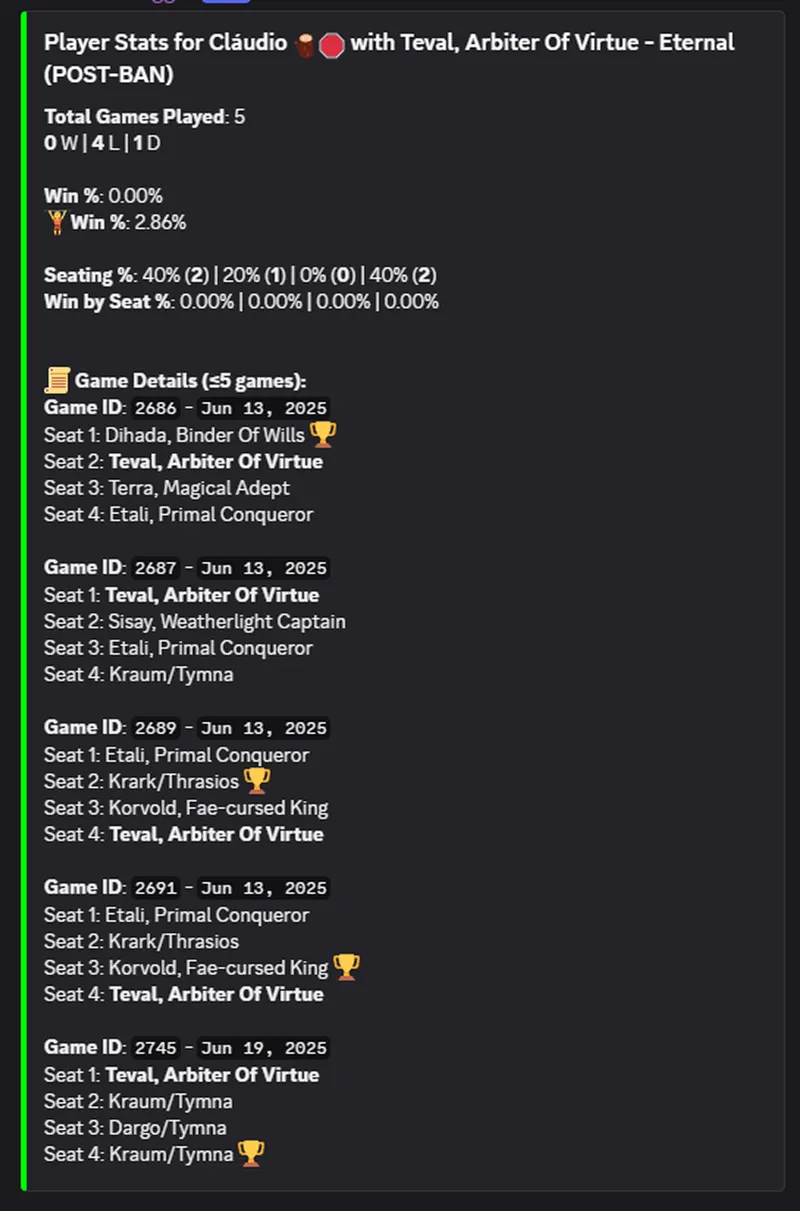 Player Stats for Cláudio 🪘🛑 with Teval, Arbiter Of Virtue - Eternal
(POST-BAN)
Total Games Played: 5
0 W | 4 L | 1 D
Win %: 0.00%
🏋️Win %: 2.86%
Seating %: 40% (2) | 20% (1) | 0% (0) | 40% (2)
Win by Seat %: 0.00% | 0.00% | 0.00% | 0.00%
📜 Game Details (≤5 games):
Game ID: 2686 - Jun 13, 2025
Seat 1: Dihada, Binder Of Wills 🏆
Seat 2: Teval, Arbiter Of Virtue
Seat 3: Terra, Magical Adept
Seat 4: Etali, Primal Conqueror
Game ID: 2687 - Jun 13, 2025
Seat 1: Teval, Arbiter Of Virtue
Seat 2: Sisay, Weatherlight Captain
Seat 3: Etali, Primal Conqueror
Seat 4: Kraum/Tymna
Game ID: 2689 - Jun 13, 2025
Seat 1: Etali, Primal Conqueror
Seat 2: Krark/Thrasios 🏆
Seat 3: Korvold, Fae-cursed King
Seat 4: Teval, Arbiter Of Virtue
Game ID: 2691 - Jun 13, 2025
Seat 1: Etali, Primal Conqueror
Seat 2: Krark/Thrasios
Seat 3: Korvold, Fae-cursed King 🏆
Seat 4: Teval, Arbiter Of Virtue
Game ID: 2745 - Jun 19, 2025
Seat 1: Teval, Arbiter Of Virtue
Seat 2: Kraum/Tymna
Seat 3: Dargo/Tymna
Seat 4: Kraum/Tymna 🏆